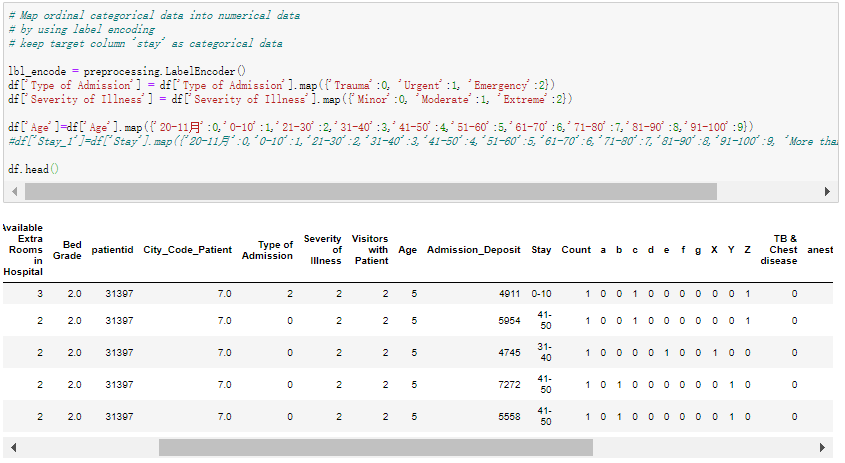 # Map ordinal categorical data into numerical data
# by using label encoding
# keep target column 'stay' as categorical data
lbl_encode = preprocessing.LabelEncoder()
df['Type of Admission'] = df['Type of Admission'].map({'Trauma':0, 'Urgent':1, 'Emergency':2})
df['Severity of Illness'] = df['Severity of Illness'].map({'Minor':0, 'Moderate':1, 'Extreme':2})
df['Age']=df['Age'].map({'20-11月':0,'0-10':1,'21-30':2,'31-40':3,'41-50':4,'51-60':5,'61-70':6,'71-80':7,'81-90':8,'91-100':9})
#df['Stay_1']=df['Stay'].map({'20-11月':0,'0-10':1,'21-30':2,'31-40':3,'41-50':4,'51-60':5,'61-70':6,'71-80':7,'81-90':8,'91-100':9, 'More tha
df.head()
Available
Extra
Rooms
in
Hospital
Bed
Grade
patientid
City_Code_Patient
Type of
Admission
Severity
of
Illness
Visitors
with
Patient
Age
Admission_Deposit
Stay
Count a b c d e f g X Y Z
TB &
Chest
disease
anest
3 2.0 31397 7.0 2 2 2 5 4911 0-10 1 0 0 1 0 0 0 0 0 0 1 0
2 2.0 31397 7.0 0 2 2 5 5954 41-
50 1 0 0 1 0 0 0 0 0 0 1 0
2 2.0 31397 7.0 0 2 2 5 4745 31-
40 1 0 0 0 0 1 0 0 1 0 0 0
2 2.0 31397 7.0 0 2 2 5 7272 41-
50 1 0 1 0 0 0 0 0 0 1 0 0
2 2.0 31397 7.0 0 2 2 5 5558 41-
50 1 0 1 0 0 0 0 0 0 1 0 0